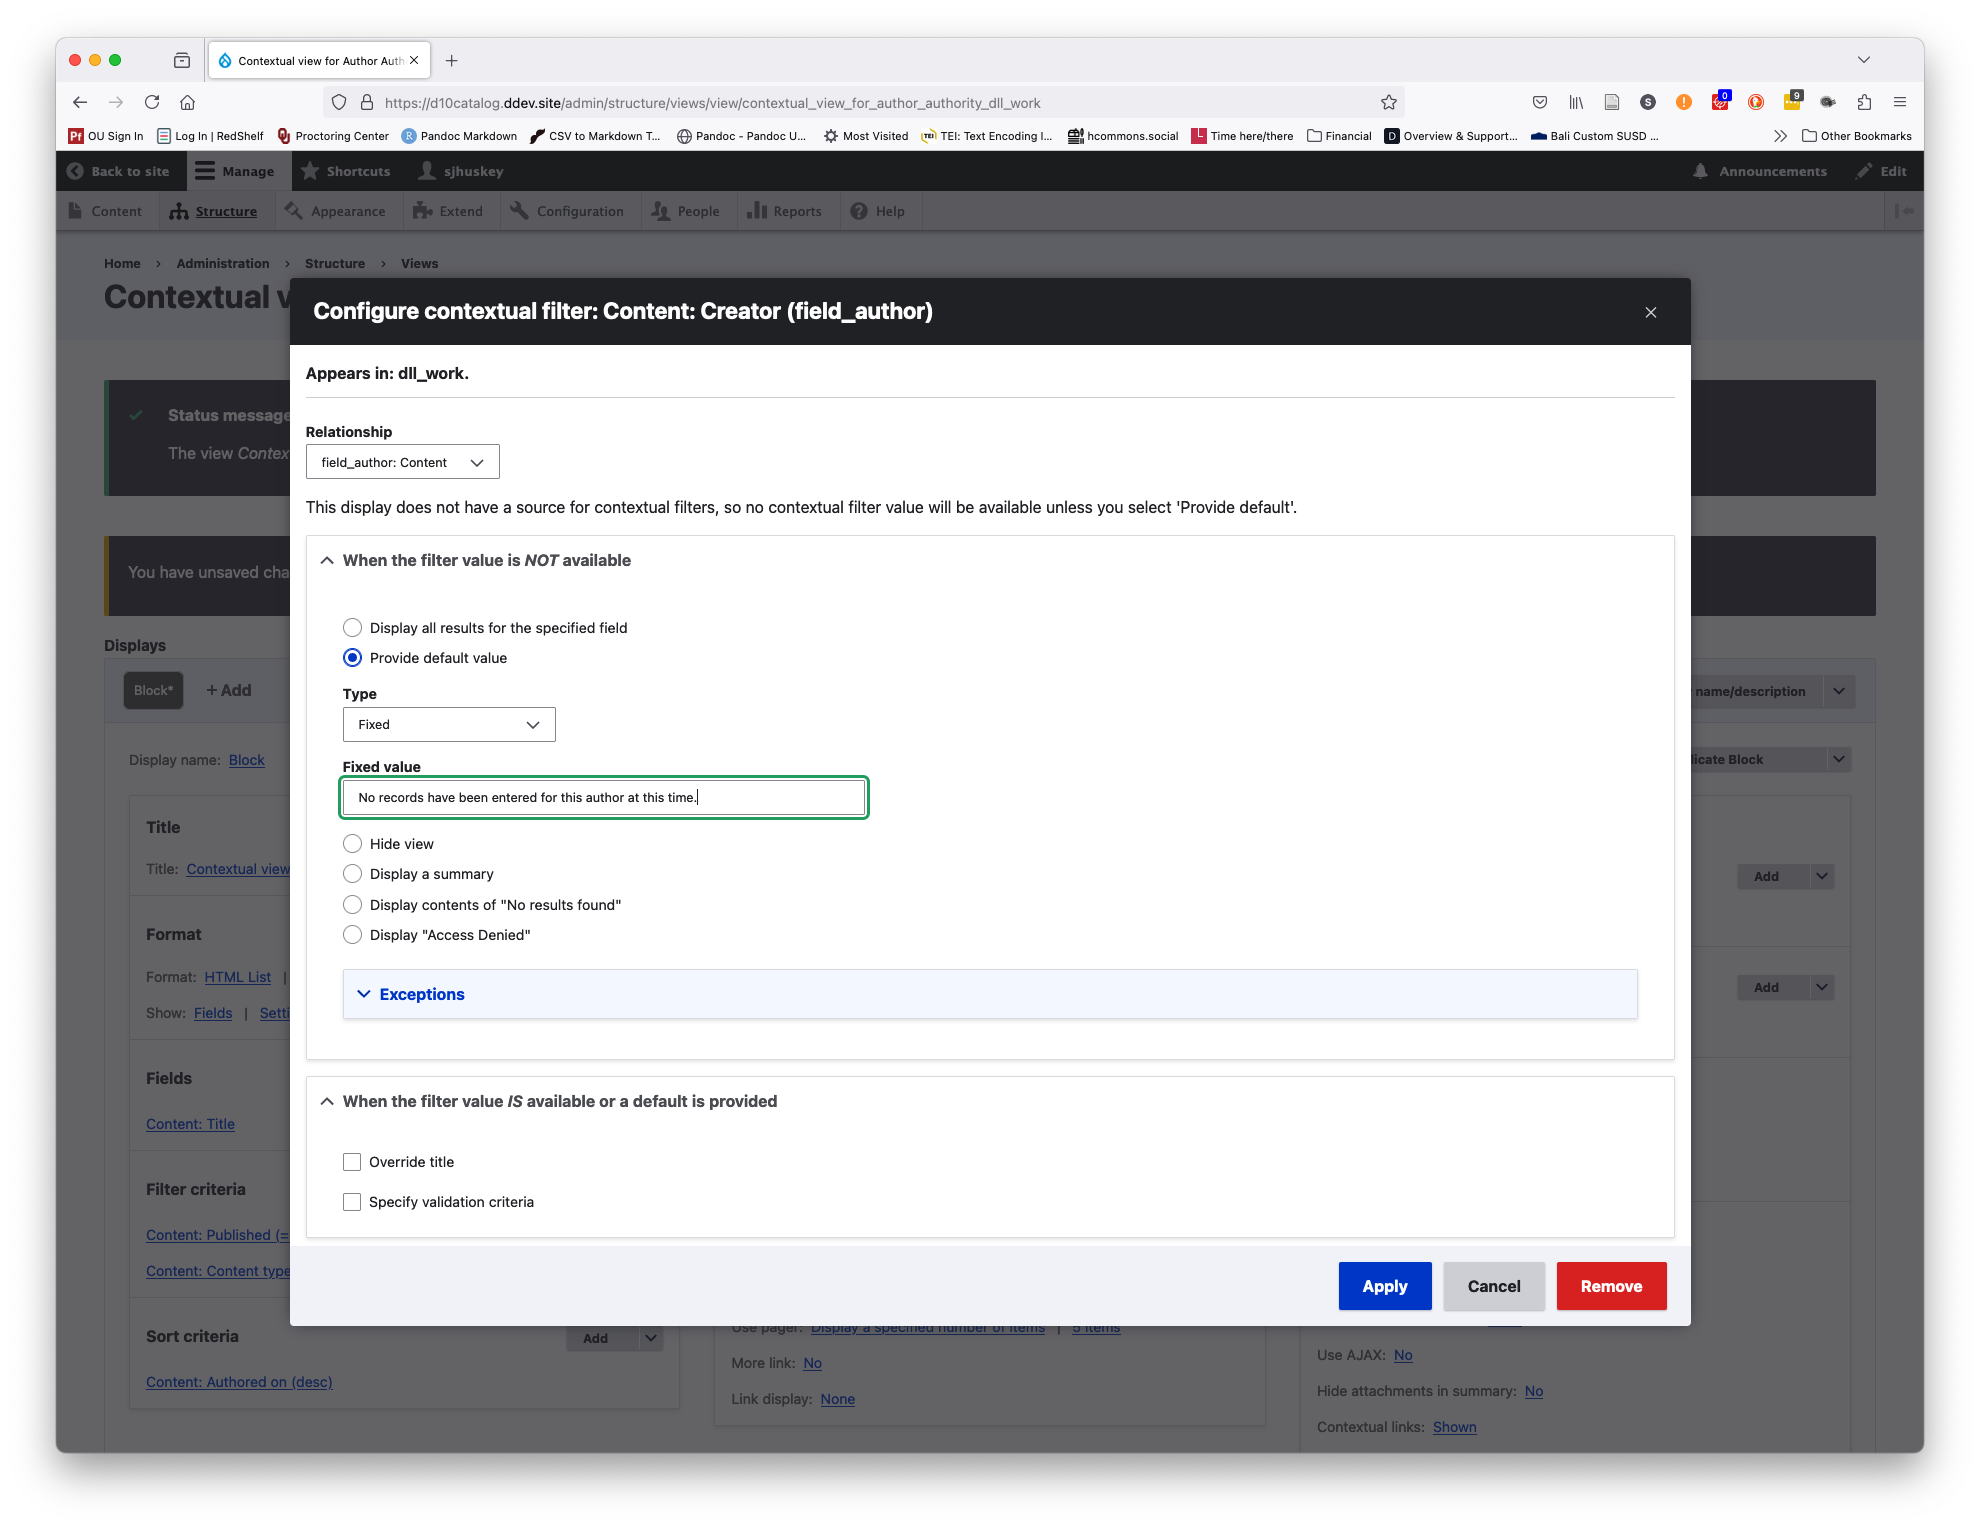 Contextual view for Author Auth
https://d10catalog.ddev.site/admin/structure/views/view/contextual_view_for_author_authority_dll_work
S
0
9
Pf OU Sign In
Log In | RedShelf
Proctoring Center
R Pandoc Markdown
CSV to Markdown T...
Pandoc - Pandoc U...
Most Visited
TEI TEI: Text Encoding I...
hcommons.social
L Time here/there
Financial
D Overview & Support...
Bali Custom SUSD ...
Other Bookmarks
Back to site
Manage
Shortcuts
sjhuskey
Announcements
Edit
Content
Structure
Appearance
Extend
Configuration
People
Reports
Help
Home › Administration › Structure › Views
Contextual v
Status message
The view Contex
You have unsaved cha
Displays
Block*
+ Add
name/description
Display name: Block
licate Block
Title
Title: Contextual view
Add
Format
Format: HTML List |
Add
Show: Fields | Setti
Fields
Content: Title
Filter criteria
Content: Published (=
Content: Content type
Sort criteria
Add
Content: Authored on (desc)
Configure contextual filter: Content: Creator (field_author)
Appears in: dll_work.
Relationship
field_author: Content
This display does not have a source for contextual filters, so no contextual filter value will be available unless you select 'Provide default'.
When the filter value is NOT available
Display all results for the specified field
Provide default value
Type
Fixed
Fixed value
No records have been entered for this author at this time.
Hide view
Display a summary
Display contents of "No results found"
Display "Access Denied"
Exceptions
When the filter value IS available or a default is provided
Override title
Specify validation criteria
Apply
Cancel
Remove
Use pager: Display a specified number of items | 5 items
More link: No
Link display: None
Use AJAX: No
Hide attachments in summary: No
Contextual links: Shown